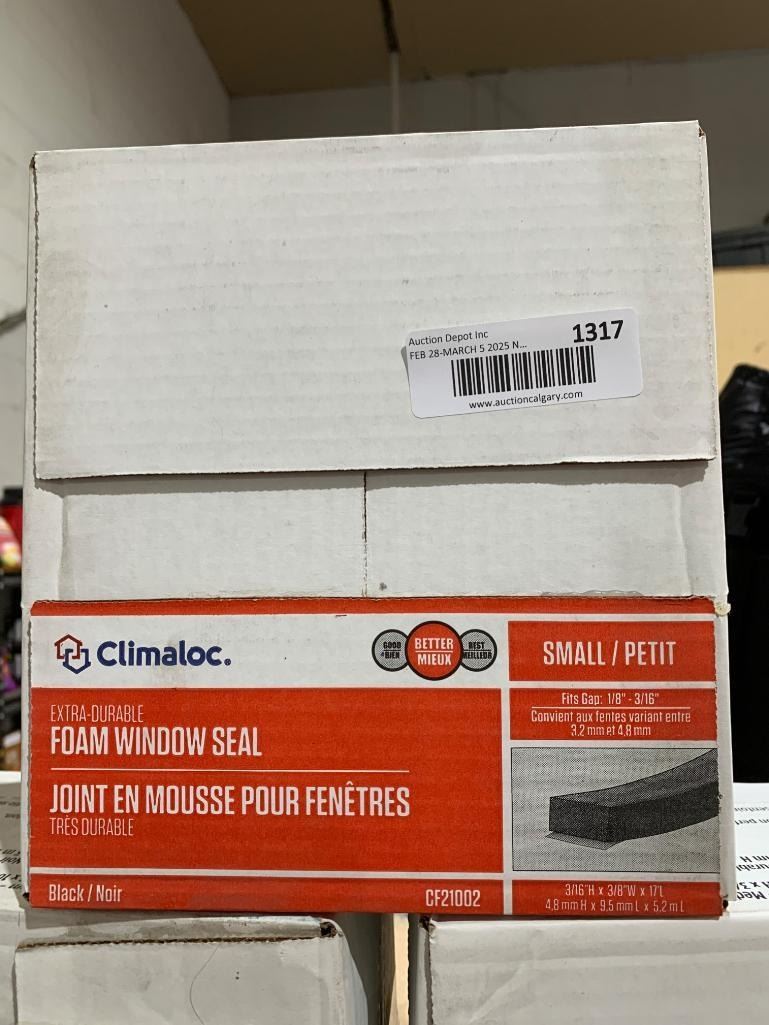 Auction Depot Inc
1317
FEB 28-MARCH 5 2025 N...
www.auctioncalgary.com
Climaloc®
GOOD
BIEN
BETTER
MIEUX
BEST
MEILLEUR
SMALL / PETIT
Fits Gap: 1/8" - 3/16"
Convient aux fentes variant entre
3,2 mm et 4,8 mm
EXTRA-DURABLE
FOAM WINDOW SEAL
JOINT EN MOUSSE POUR FENÊTRES
TRÈS DURABLE
Black / Noir
CF21002
3/16"H x 3/8"W x 17'L
4,8 mm H x 9,5 mm L x 5,2 m L